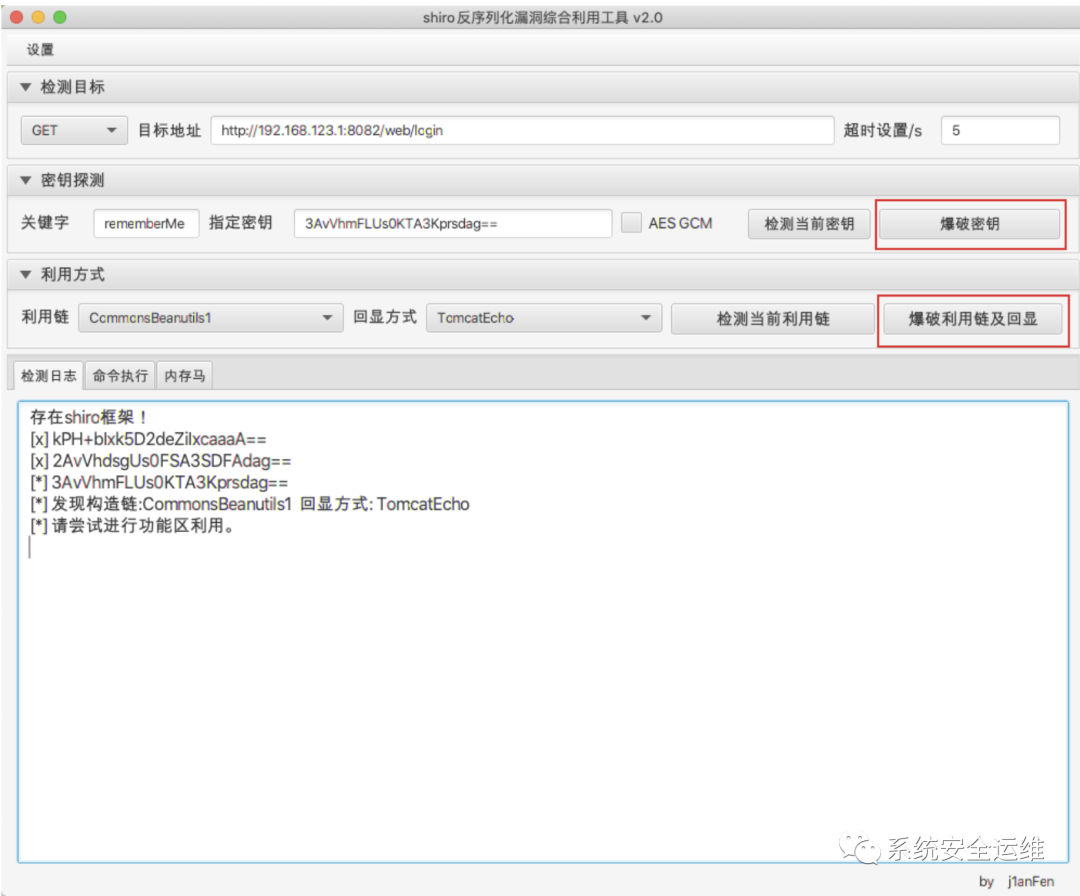 shiro反序列化漏洞综合利用工具 v2.0
设置
检测目标
GET 目标地址 http://192.168.123.1:8082/web/login 超时设置/s 5
密钥探测
关键字 rememberMe 指定密钥 3AvVhmFLUs0KTA3Kprsdag== AES GCM 检测当前密钥 爆破密钥
利用方式
利用链 CommonsBeanutils1 回显方式 TomcatEcho 检测当前利用链 爆破利用链及回显
检测日志 命令执行 内存马
存在shiro框架！
[x] kPH+bIxk5D2deZiIxcaaaA==
[x] 2AvVhdsgUs0FSA3SDFAdag==
[*] 3AvVhmFLUs0KTA3Kprsdag==
[*] 发现构造链:CommonsBeanutils1 回显方式: TomcatEcho
[*] 请尝试进行功能区利用。
系统安全运维
by j1anFen